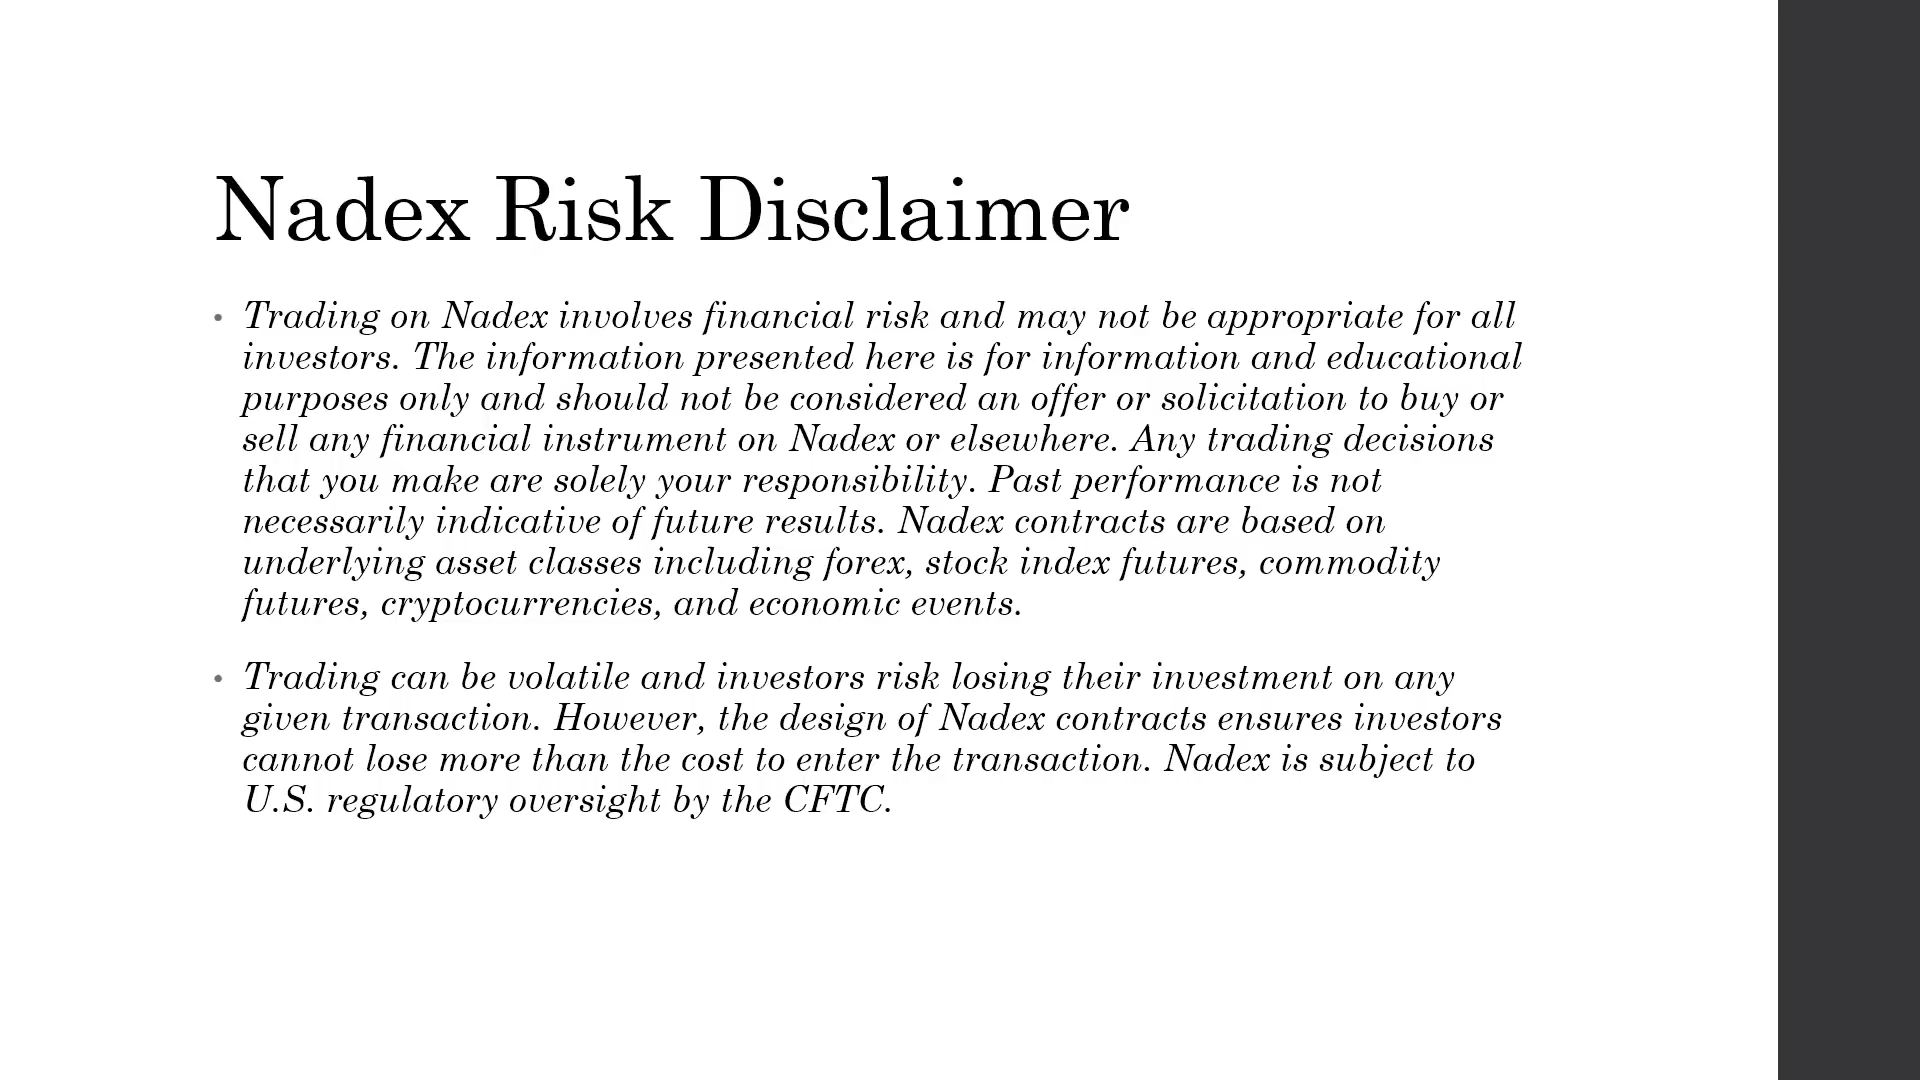 Nadex Risk Disclaimer
• Trading on Nadex involves financial risk and may not be appropriate for all
investors. The information presented here is for information and educational
purposes only and should not be considered an offer or solicitation to buy or
sell any financial instrument on Nadex or elsewhere. Any trading decisions
that you make are solely your responsibility. Past performance is not
necessarily indicative of future results. Nadex contracts are based on
underlying asset classes including forex, stock index futures, commodity
futures, cryptocurrencies, and economic events.
• Trading can be volatile and investors risk losing their investment on any
given transaction. However, the design of Nadex contracts ensures investors
cannot lose more than the cost to enter the transaction. Nadex is subject to
U.S. regulatory oversight by the CFTC.